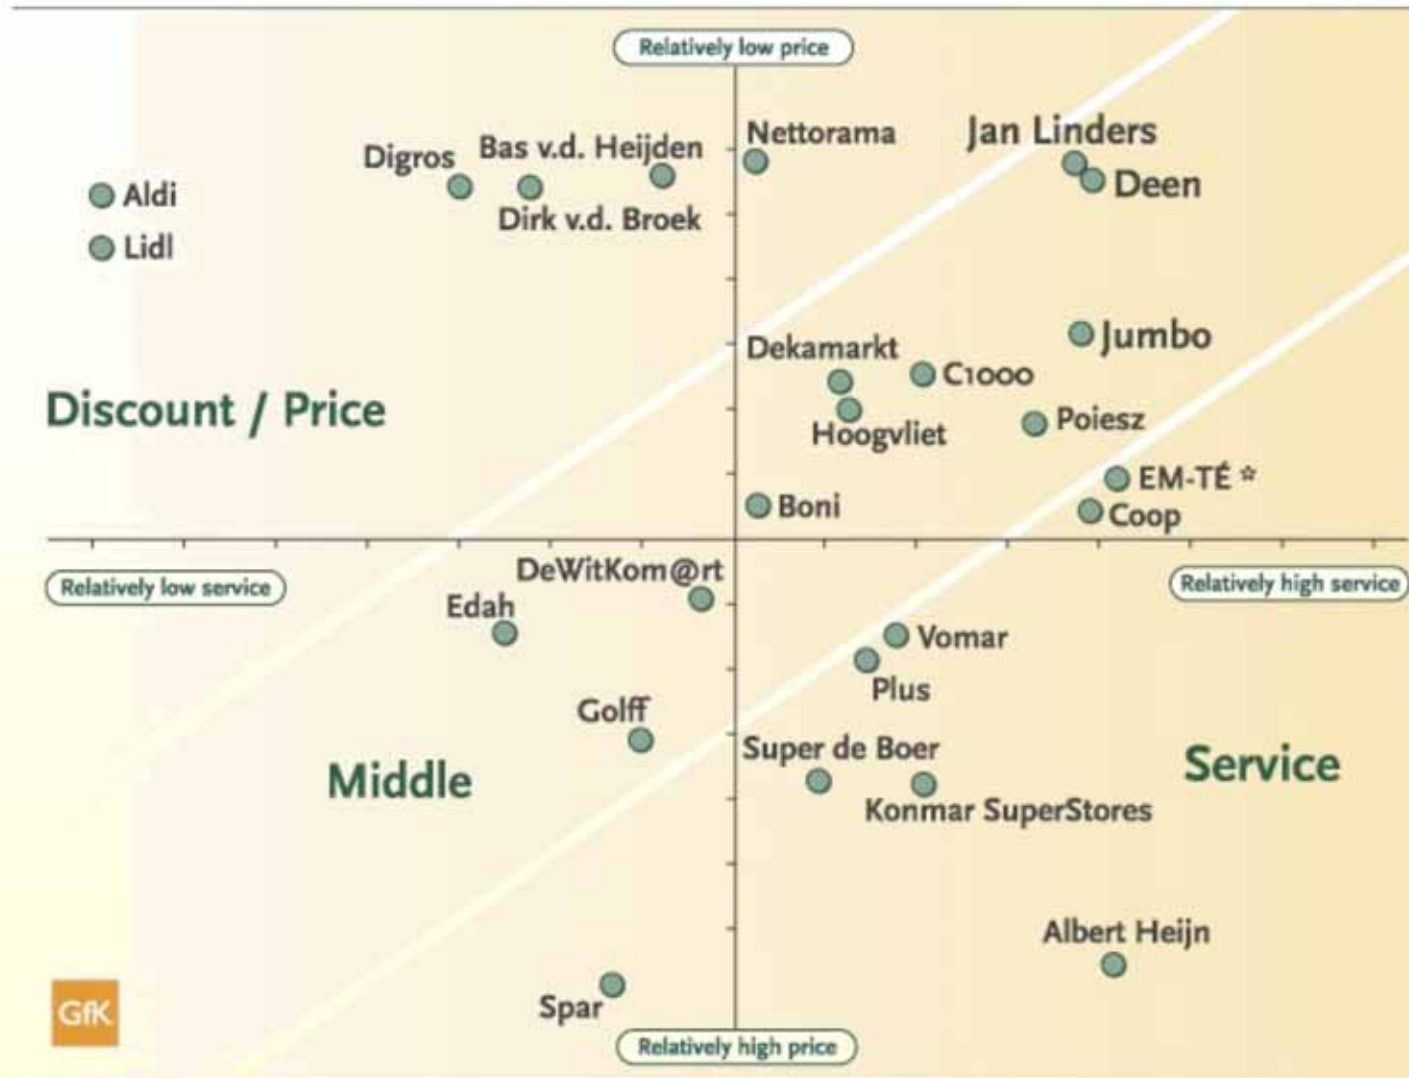 Relatively low price
Nettorama
Jan Linders
Bas v.d. Heijden
Digros
Deen
Aldi
Dirk v.d. Broek
Lidl
Jumbo
Dekamarkt
C1000
Discount / Price
Poiesz
Hoogvliet
EM-TÉ *
Boni
Coop
DeWitKom@rt
Relatively low service
Relatively high service
Edah
Vomar
Plus
Golff
Super de Boer
Middle
Service
Konmar SuperStores
Albert Heijn
Spar
GfK
Relatively high price